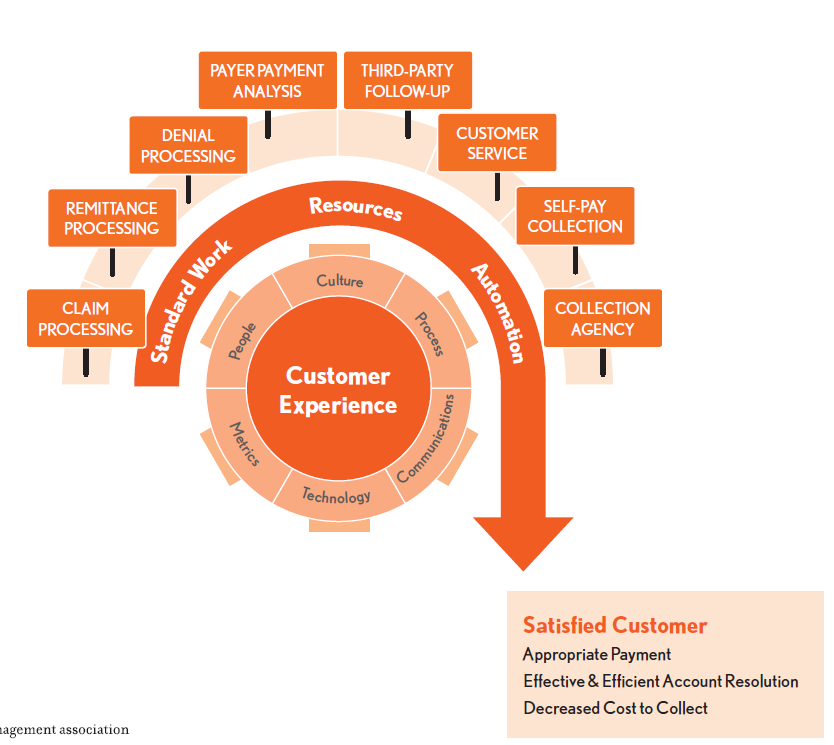 PAYER PAYMENT
ANALYSIS
THIRD-PARTY
FOLLOW-UP
DENIAL
PROCESSING
CUSTOMER
SERVICE
REMITTANCE
PROCESSING
SELF-PAY
COLLECTION
CLAIM
PROCESSING
COLLECTION
AGENCY
Standard Work
Resources
Automation
Culture
People
Process
Customer
Experience
Metrics
Communications
Technology
Satisfied Customer
Appropriate Payment
Effective & Efficient Account Resolution
Decreased Cost to Collect
association